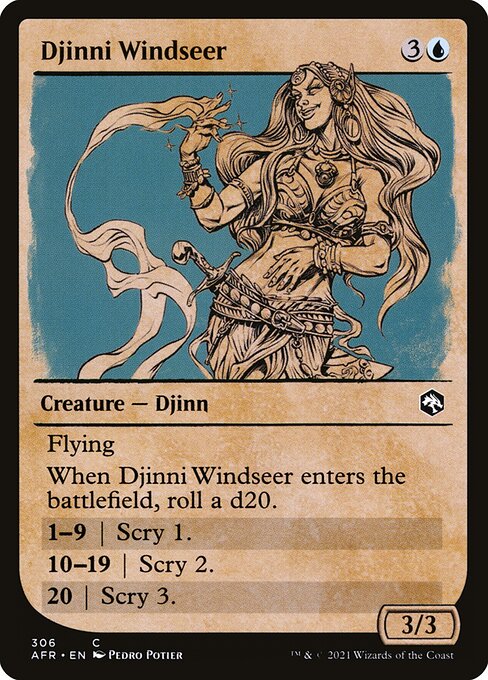 Djinni Windseer 3
Creature — Djinn
Flying
When Djinni Windseer enters the
battlefield, roll a d20.
1–9 | Scry 1.
10–19 | Scry 2.
20 | Scry 3.
3/3
306 C
AFR • EN Pedro Potier ™ & © 2021 Wizards of the Coast